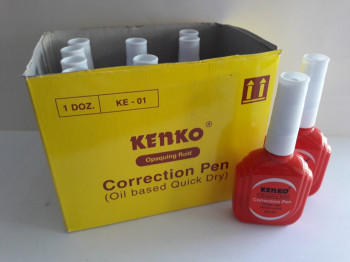 1 DOZ. KE - 01
KENKO®
Opaquing fluid
Correction Pen
(Oil based Quick Dry)
KENKO
Correction Pen